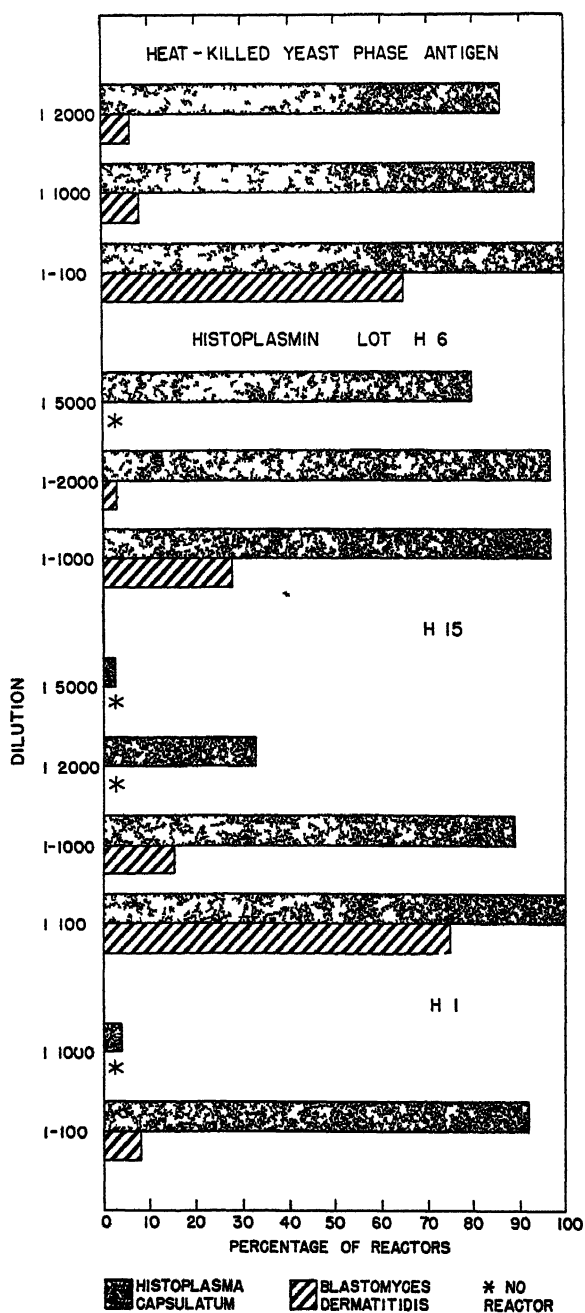 HEAT-KILLED YEAST PHASE ANTIGEN
1 2000
1 1000
1-100
HISTOPLASMIN LOT H 6
1 5000
*
1-2000
1-1000
H 15
1 5000
*
1 2000
*
1-1000
1 100
H 1
1 1000
*
1-100
DILUTION
0 10 20 30 40 50 60 70 80 90 100
PERCENTAGE OF REACTORS
HISTOPLASMA CAPSULATUM
BLASTOMYCES DERMATITIDIS
* NO REACTOR